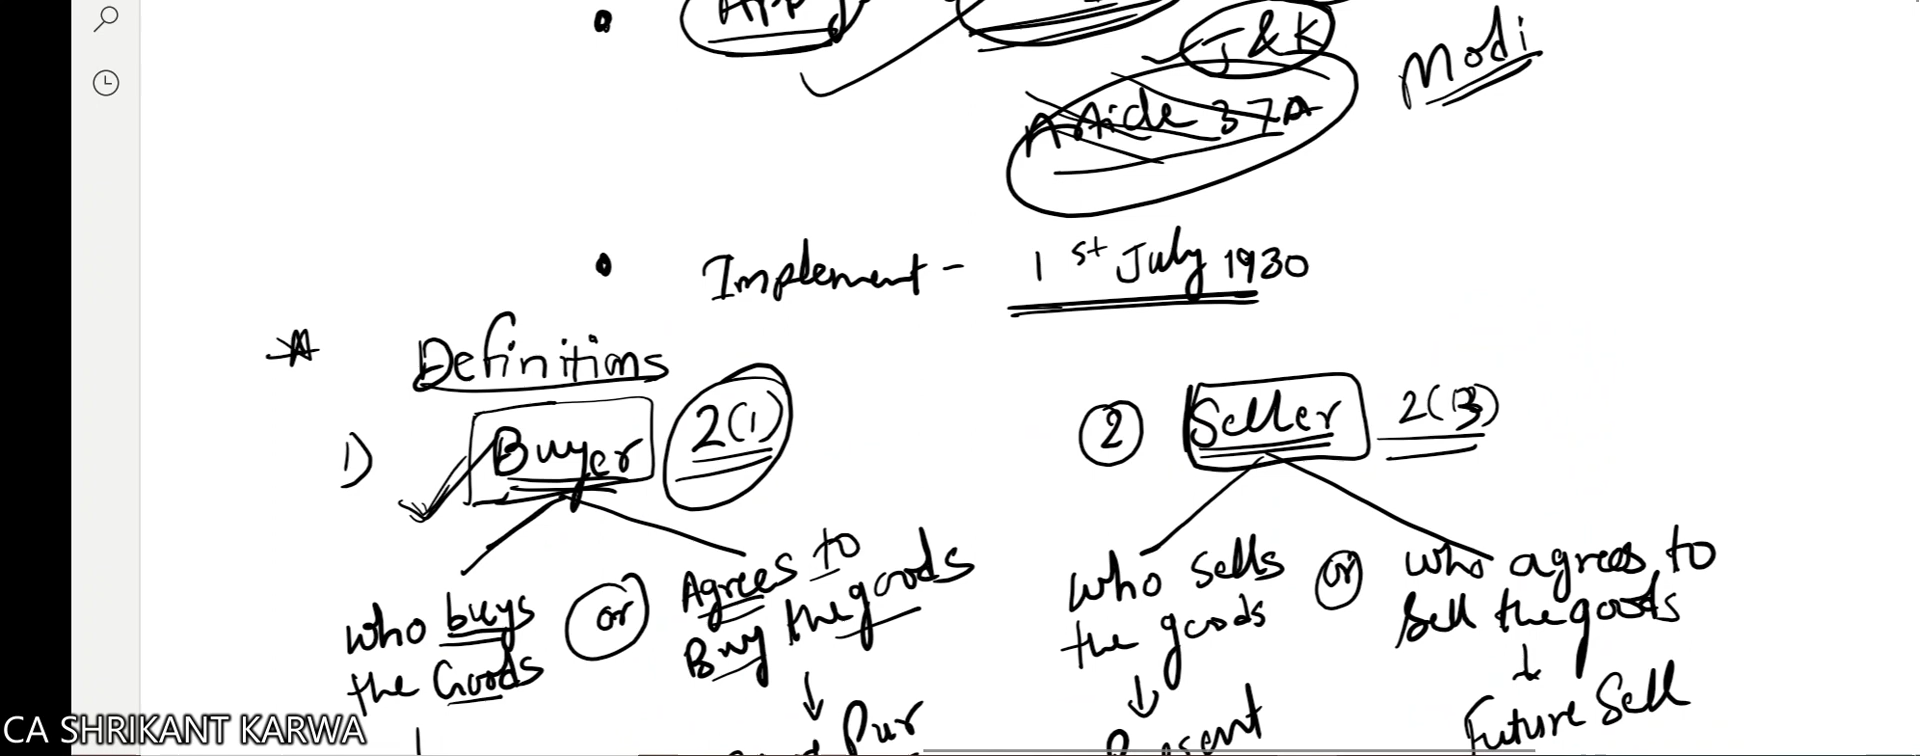 App
J & K
Modi
Article 37A
Implement - 1st July 1930
Definitions
1) Buyer 2(1)
② Seller 2(13)
who buys the Goods
or
Agrees to Buy the goods
who sells the goods
or
who agrees to sell the goods
Pur
Future Sell
CA SHRIKANT KARWA